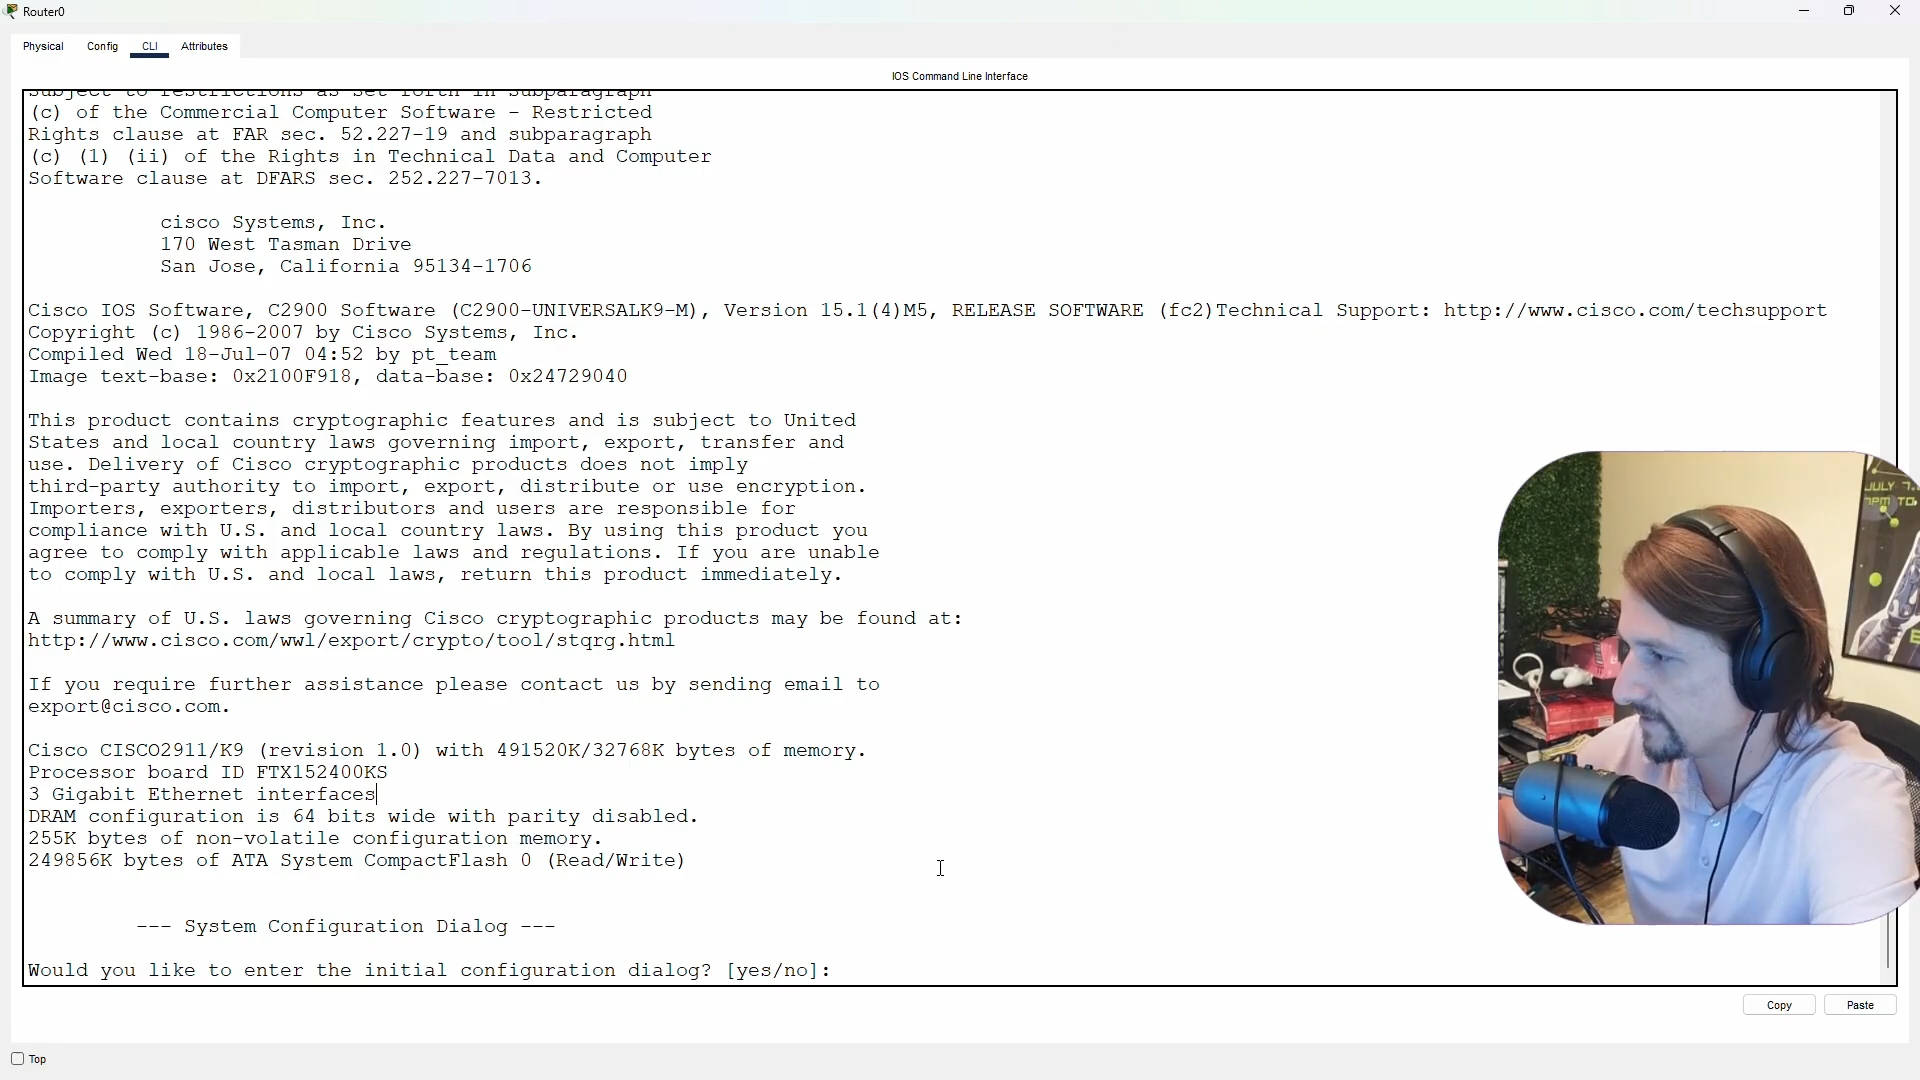 Router0
Physical Config CLI Attributes
IOS Command Line Interface
subject to restrictions as set forth in subparagraph
(c) of the Commercial Computer Software - Restricted
Rights clause at FAR sec. 52.227-19 and subparagraph
(c) (1) (ii) of the Rights in Technical Data and Computer
Software clause at DFARS sec. 252.227-7013.
cisco Systems, Inc.
170 West Tasman Drive
San Jose, California 95134-1706
Cisco IOS Software, C2900 Software (C2900-UNIVERSALK9-M), Version 15.1(4)M5, RELEASE SOFTWARE (fc2)Technical Support: http://www.cisco.com/techsupport
Copyright (c) 1986-2007 by Cisco Systems, Inc.
Compiled Wed 18-Jul-07 04:52 by pt_team
Image text-base: 0x2100F918, data-base: 0x24729040
This product contains cryptographic features and is subject to United
States and local country laws governing import, export, transfer and
use. Delivery of Cisco cryptographic products does not imply
third-party authority to import, export, distribute or use encryption.
Importers, exporters, distributors and users are responsible for
compliance with U.S. and local country laws. By using this product you
agree to comply with applicable laws and regulations. If you are unable
to comply with U.S. and local laws, return this product immediately.
A summary of U.S. laws governing Cisco cryptographic products may be found at:
http://www.cisco.com/wwl/export/crypto/tool/stqrg.html
If you require further assistance please contact us by sending email to
export@cisco.com.
Cisco CISCO2911/K9 (revision 1.0) with 491520K/32768K bytes of memory.
Processor board ID FTX152400KS
3 Gigabit Ethernet interfaces
DRAM configuration is 64 bits wide with parity disabled.
255K bytes of non-volatile configuration memory.
249856K bytes of ATA System CompactFlash 0 (Read/Write)
--- System Configuration Dialog ---
Would you like to enter the initial configuration dialog? [yes/no]:
JULY 7
7PM TO
Copy Paste
Top